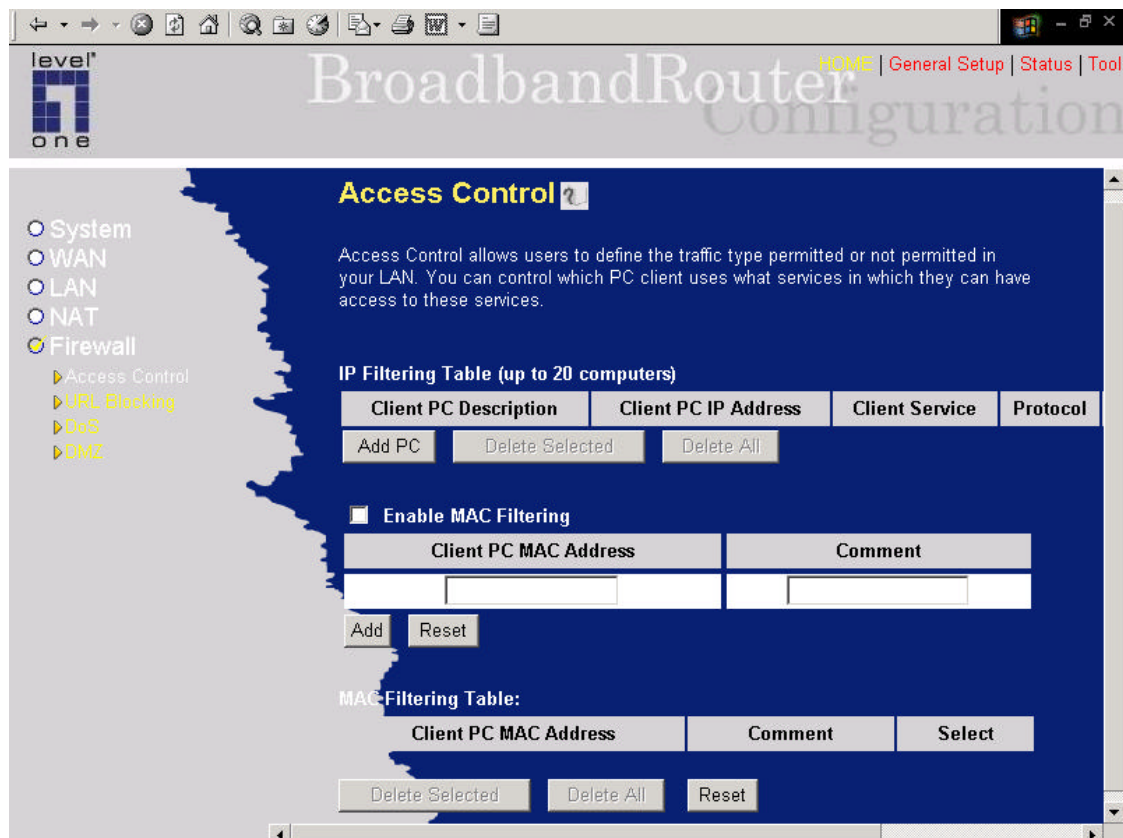 level
one
BroadbandRouter
Configuration
HOME | General Setup | Status | Tool
System
WAN
LAN
NAT
Firewall
Access Control
URL Blocking
DoS
DMZ
Access Control
Access Control allows users to define the traffic type permitted or not permitted in
your LAN. You can control which PC client uses what services in which they can have
access to these services.
IP Filtering Table (up to 20 computers)
Client PC Description Client PC IP Address Client Service Protocol
Add PC Delete Selected Delete All
Enable MAC Filtering
Client PC MAC Address Comment
Add Reset
MAC Filtering Table:
Client PC MAC Address Comment Select
Delete Selected Delete All Reset